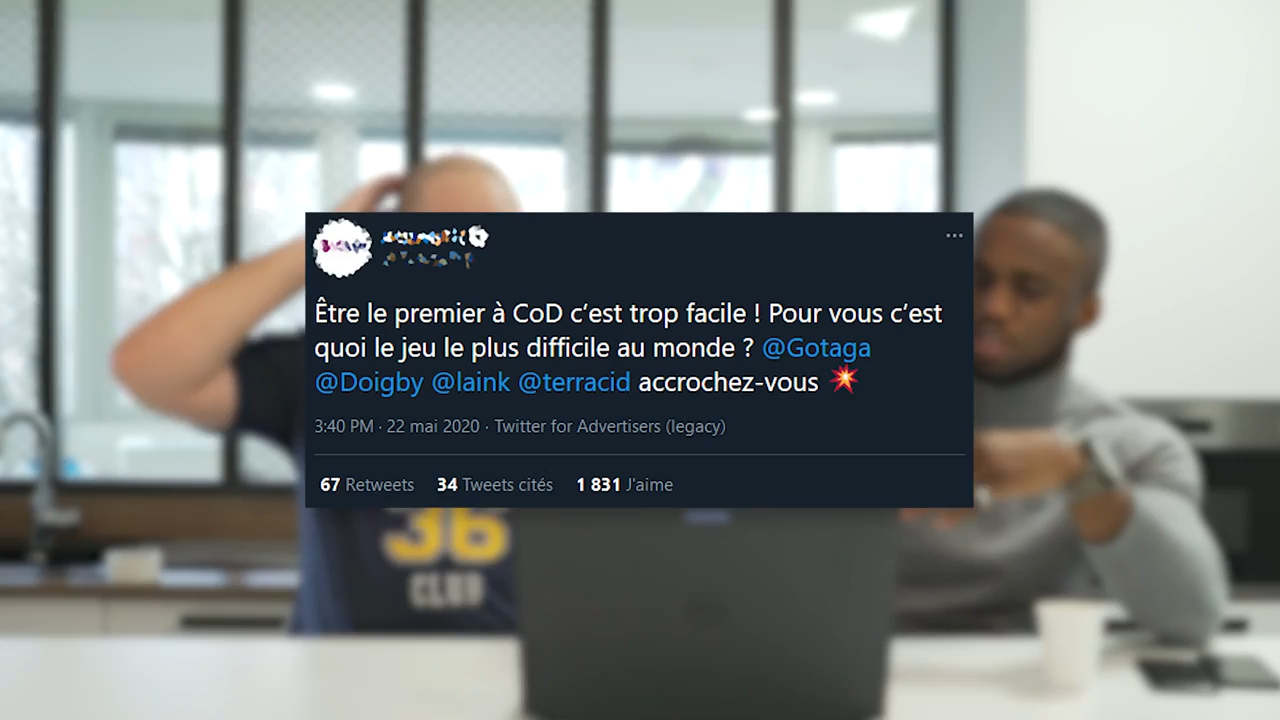 Être le premier à CoD c’est trop facile ! Pour vous c’est
quoi le jeu le plus difficile au monde ? @Gotaga
@Doigby @laink @terracid accrochez-vous 💥
3:40 PM · 22 mai 2020 · Twitter for Advertisers (legacy)
67 Retweets 34 Tweets cités 1 831 J'aime
36
CLUB